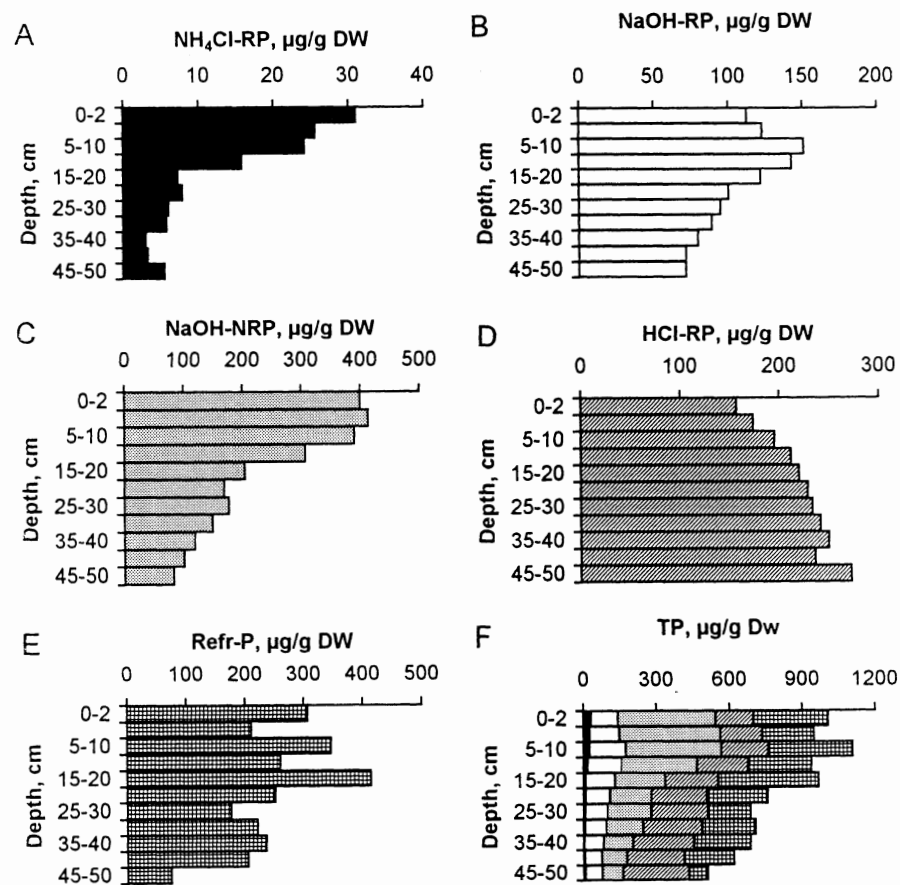 A
NH₄Cl-RP, µg/g DW
0 10 20 30 40
Depth, cm
0-2
5-10
15-20
25-30
35-40
45-50
B
NaOH-RP, µg/g DW
0 50 100 150 200
Depth, cm
0-2
5-10
15-20
25-30
35-40
45-50
C
NaOH-NRP, µg/g DW
0 100 200 300 400 500
Depth, cm
0-2
5-10
15-20
25-30
35-40
45-50
D
HCl-RP, µg/g DW
0 100 200 300
Depth, cm
0-2
5-10
15-20
25-30
35-40
45-50
E
Refr-P, µg/g DW
0 100 200 300 400 500
Depth, cm
0-2
5-10
15-20
25-30
35-40
45-50
F
TP, µg/g Dw
0 300 600 900 1200
Depth, cm
0-2
5-10
15-20
25-30
35-40
45-50